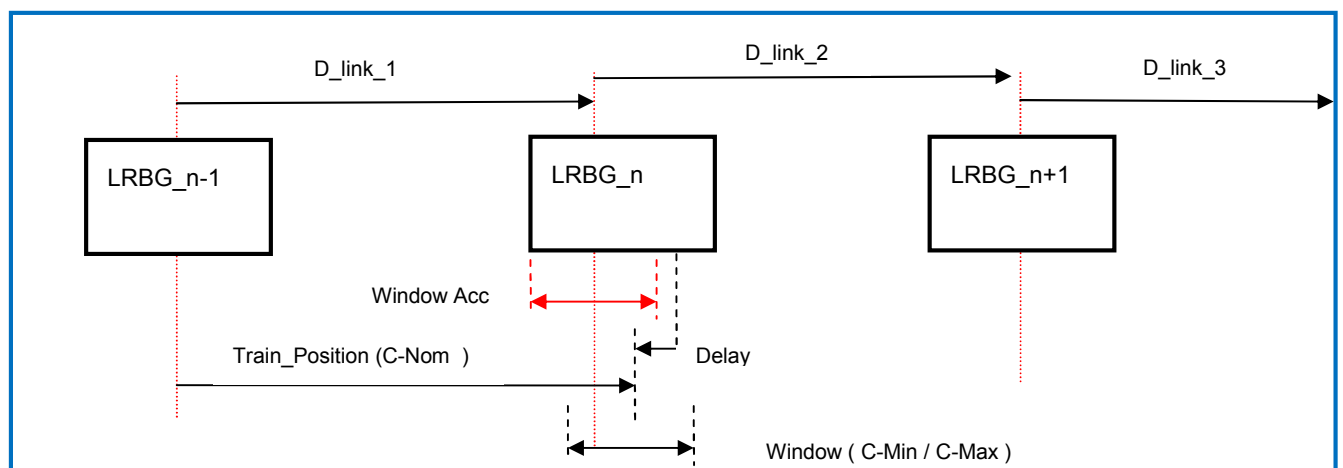 D_link_1
D_link_2
D_link_3
LRBG_n-1
LRBG_n
LRBG_n+1
Window Acc
Train_Position (C-Nom )
Delay
Window ( C-Min / C-Max )